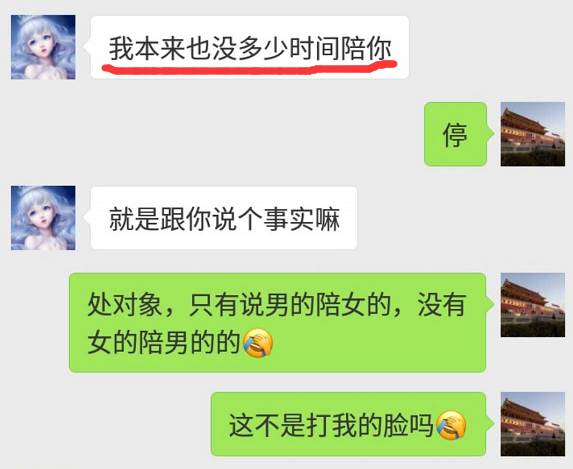 我本来也没多少时间陪你
停
就是跟你说个事实嘛
处对象，只有说男的陪女的，没有
女的陪男的的🤦
这不是打我的脸吗🤦